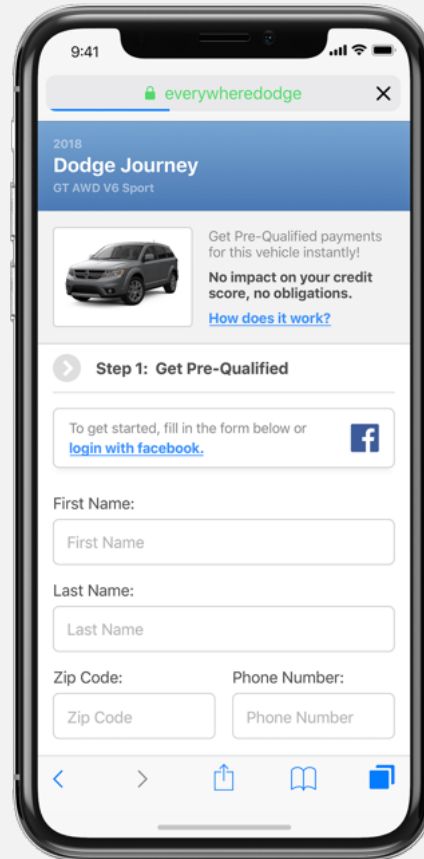 9:41
everywheredodge
2018
Dodge Journey
GT AWD V6 Sport
Get Pre-Qualified payments
for this vehicle instantly!
No impact on your credit
score, no obligations.
How does it work?
Step 1: Get Pre-Qualified
To get started, fill in the form below or
login with facebook.
f
First Name:
First Name
Last Name:
Last Name
Zip Code: Phone Number:
Zip Code Phone Number